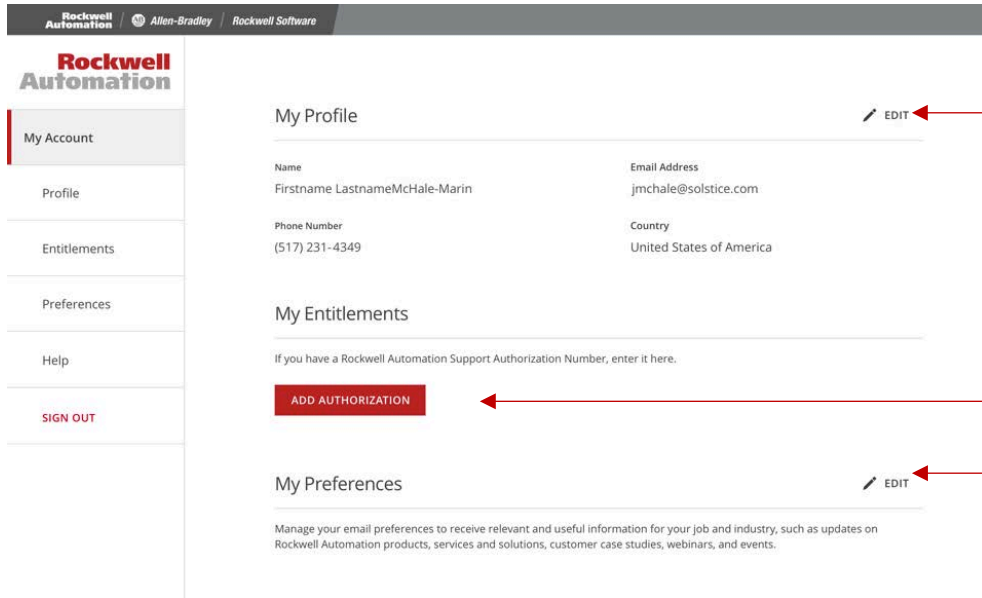 Rockwell Automation Allen-Bradley Rockwell Software
Rockwell
Automation
My Account
Profile
Entitlements
Preferences
Help
SIGN OUT
My Profile EDIT
Name Email Address
Firstname LastnameMcHale-Marin jmchale@solstice.com
Phone Number Country
(517) 231-4349 United States of America
My Entitlements
If you have a Rockwell Automation Support Authorization Number, enter it here.
ADD AUTHORIZATION
My Preferences EDIT
Manage your email preferences to receive relevant and useful information for your job and industry, such as updates on
Rockwell Automation products, services and solutions, customer case studies, webinars, and events.